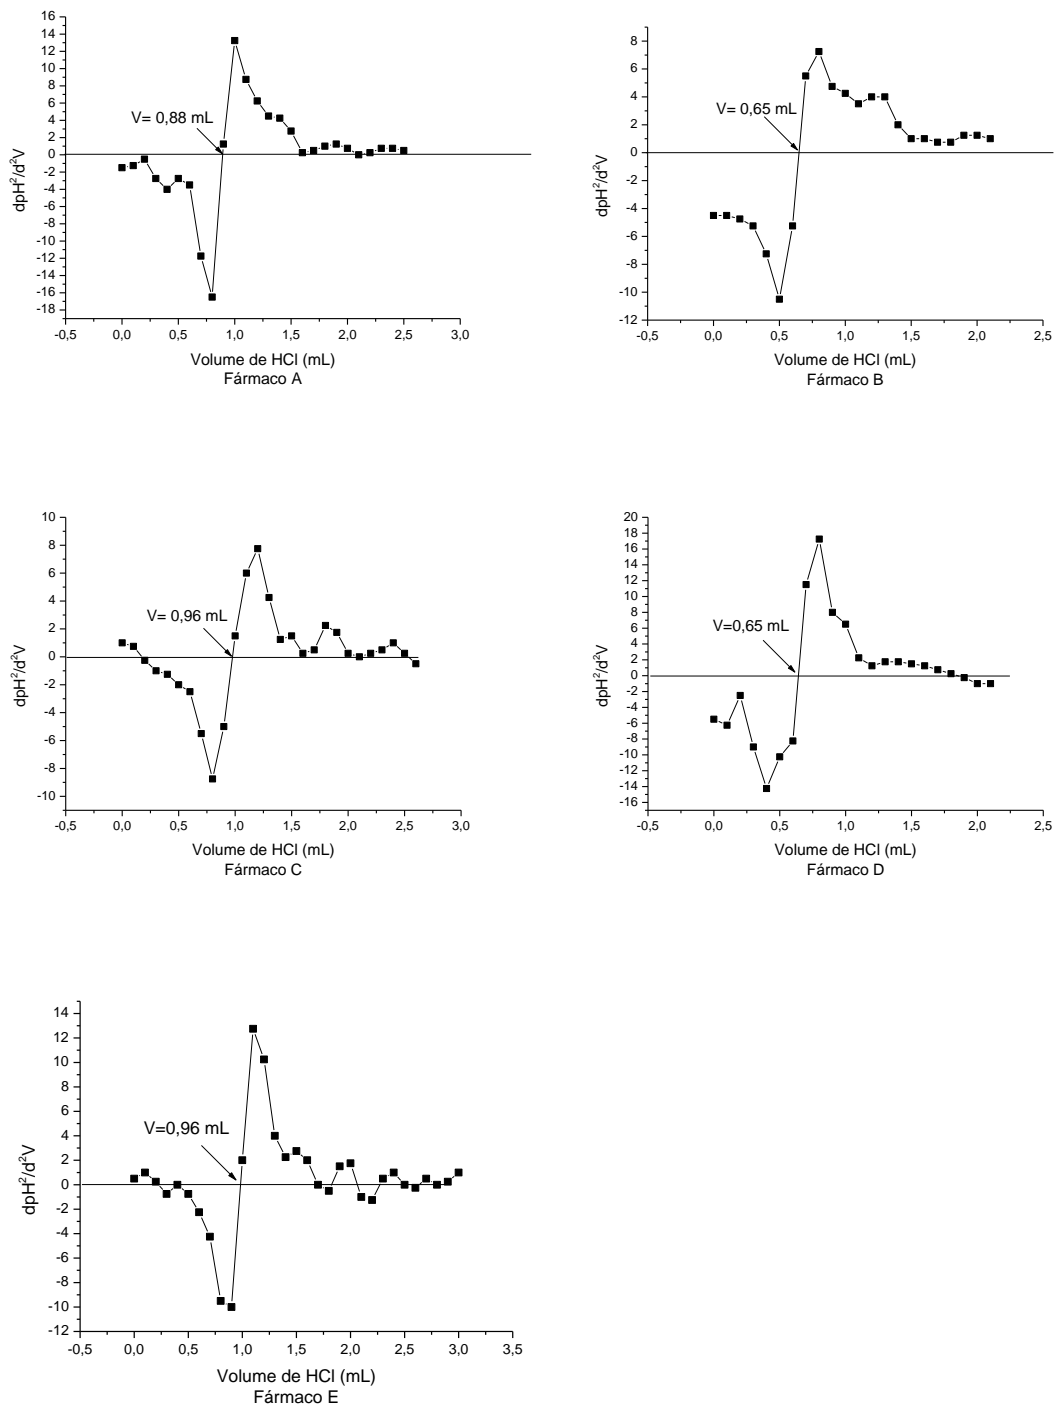 16
14
12
10
8
6
4
2
0
-2
-4
-6
-8
-10
-12
-14
-16
-18
dpH²/d²V
V= 0,88 mL
-0,5 0,0 0,5 1,0 1,5 2,0 2,5 3,0
Volume de HCl (mL)
Fármaco A
8
6
4
2
0
-2
-4
-6
-8
-10
-12
dpH²/d²V
V= 0,65 mL
-0,5 0,0 0,5 1,0 1,5 2,0 2,5
Volume de HCl (mL)
Fármaco B
10
8
6
4
2
0
-2
-4
-6
-8
-10
dpH²/d²V
V= 0,96 mL
-0,5 0,0 0,5 1,0 1,5 2,0 2,5 3,0
Volume de HCl (mL)
Fármaco C
20
18
16
14
12
10
8
6
4
2
0
-2
-4
-6
-8
-10
-12
-14
-16
dpH²/d²V
V=0,65 mL
-0,5 0,0 0,5 1,0 1,5 2,0 2,5
Volume de HCl (mL)
Fármaco D
14
12
10
8
6
4
2
0
-2
-4
-6
-8
-10
-12
dpH²/d²V
V=0,96 mL
-0,5 0,0 0,5 1,0 1,5 2,0 2,5 3,0 3,5
Volume de HCl (mL)
Fármaco E